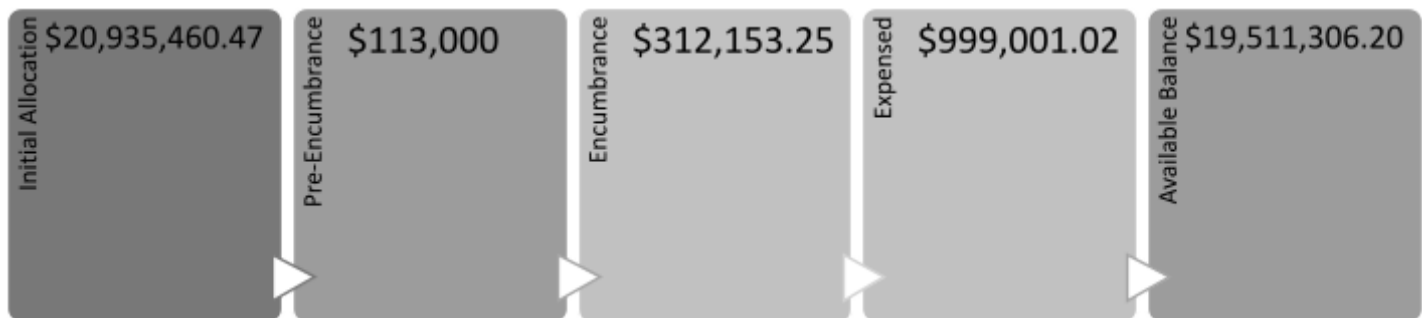 Initial Allocation
$20,935,460.47
Pre-Encumbrance
$113,000
Encumbrance
$312,153.25
Expensed
$999,001.02
Available Balance
$19,511,306.20